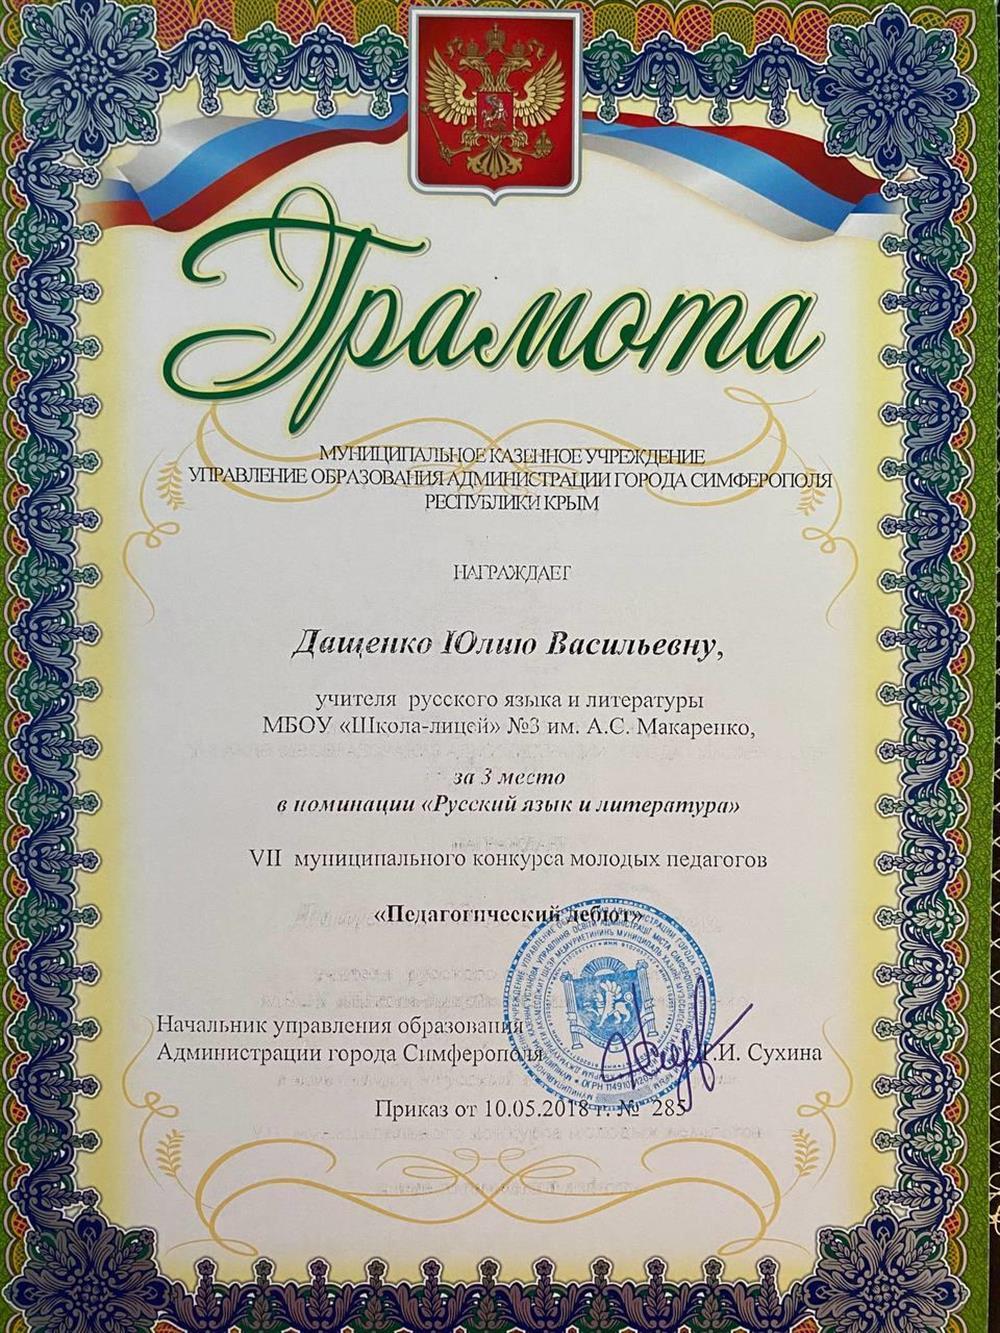 Грамота
МУНИЦИПАЛЬНОЕ КАЗЕННОЕ УЧРЕЖДЕНИЕ
УПРАВЛЕНИЕ ОБРАЗОВАНИЯ АДМИНИСТРАЦИИ ГОРОДА СИМФЕРОПОЛЯ
РЕСПУБЛИКИ КРЫМ
НАГРАЖДАЕТ
Дащенко Юлию Васильевну,
учителя русского языка и литературы
МБОУ «Школа-лицей» №3 им. А.С. Макаренко,
за 3 место
в номинации «Русский язык и литература»
VII муниципального конкурса молодых педагогов
«Педагогический дебют»
Начальник управления образования
Администрации города Симферополя
Т.И. Сухина
Приказ от 10.05.2018 г. № 285